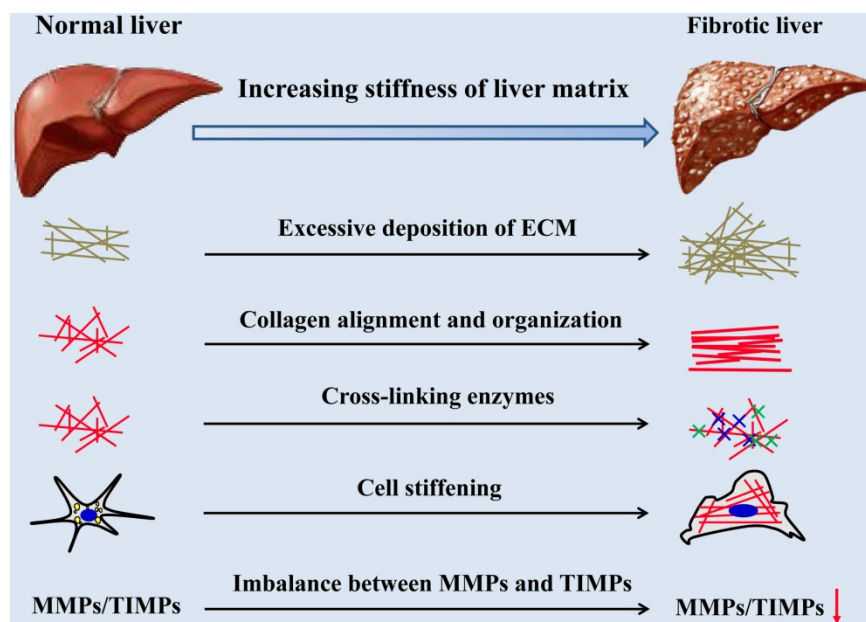 Normal liver
Fibrotic liver
Increasing stiffness of liver matrix
Excessive deposition of ECM
Collagen alignment and organization
Cross-linking enzymes
Cell stiffening
Imbalance between MMPs and TIMPs
MMPs/TIMPs
MMPs/TIMPs